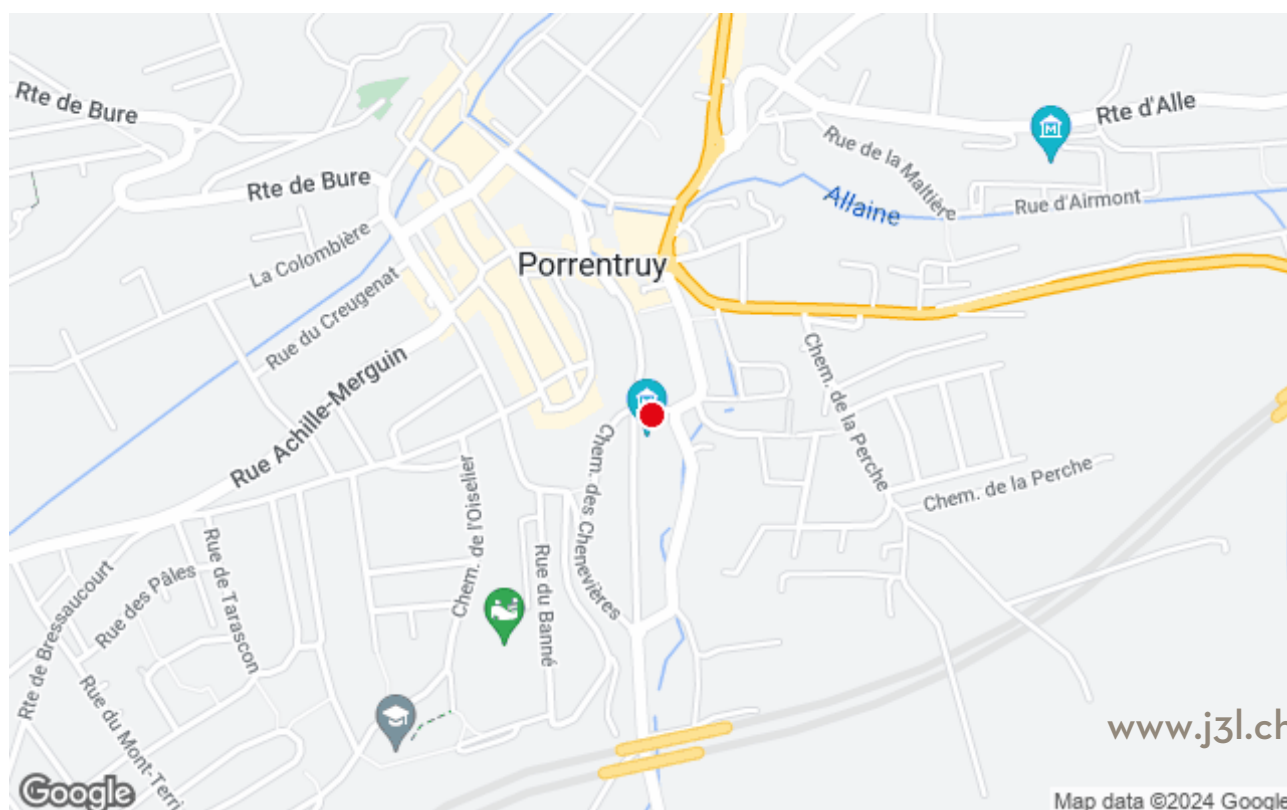 Rte de Bure
Rte d'Alle
Rue de la Maltière
Rte de Bure
Allaine
Rue d'Airmont
La Colombière
Porrentruy
Rue du Creugenat
Rue Achille-Merguin
Chem. de la Perche
Chem. des Chenevières
Chem. de l'Oiselier
Chem. de la Perche
Rue de Tarascon
Rue des Pâles
Rue du Banné
Rte de Bressaucourt
Rue du Mont-Terri
www.j3l.ch
Google
Map data ©2024 Google